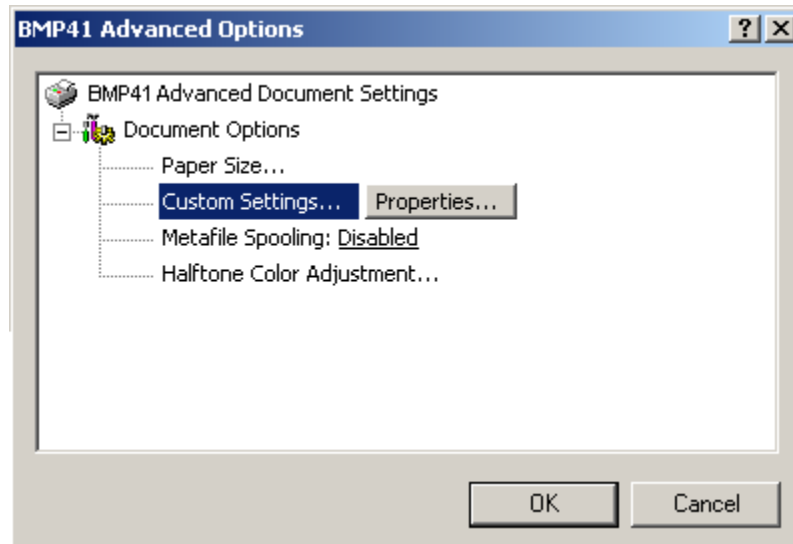 BMP41 Advanced Options
BMP41 Advanced Document Settings
Document Options
Paper Size...
Custom Settings... Properties...
Metafile Spooling: Disabled
Halftone Color Adjustment...
OK Cancel